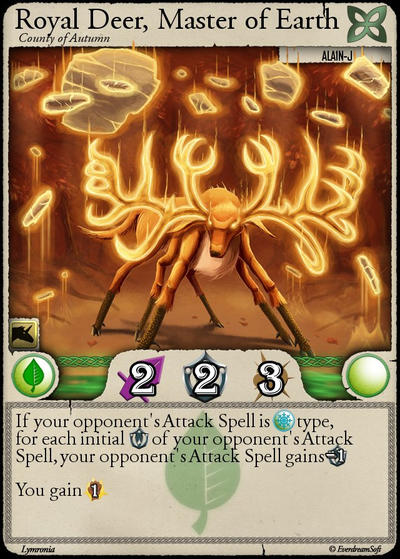 Royal Deer, Master of Earth
County of Autumn
ALAIN-J
2 2 3
If your opponent's Attack Spell is type,
for each initial of your opponent's Attack
Spell, your opponent's Attack Spell gains -1
You gain 1
Lymronia © EverdreamSoft